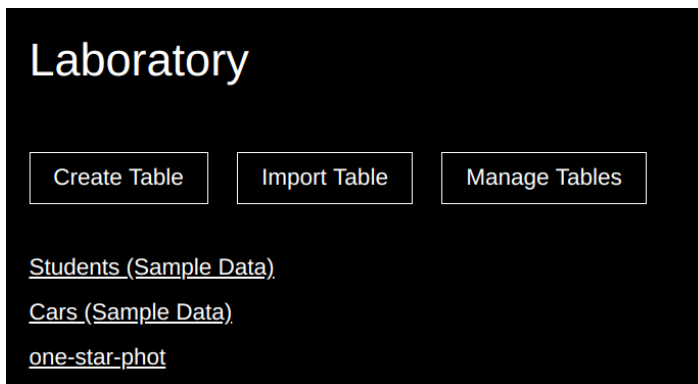 Laboratory
Create Table Import Table Manage Tables
Students (Sample Data)
Cars (Sample Data)
one-star-phot